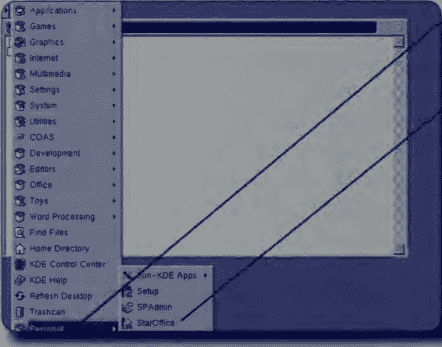 Applications
Games
Graphics
Internet
Multimedia
Settings
System
Utilities
COAS
Development
Editors
Office
Toys
Word Processing
Find Files
Home Directory
KDE Control Center
KDE Help
Refresh Desktop
Trashcan
Personal
Non-KDE Apps
Setup
SPAdmin
StarOffice